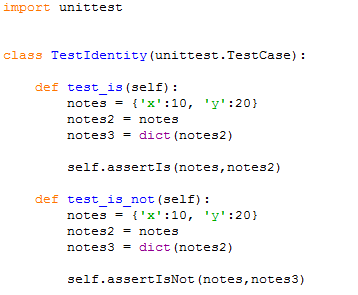 import unittest
class TestIdentity(unittest.TestCase):
    def test_is(self):
        notes = {'x':10, 'y':20}
        notes2 = notes
        notes3 = dict(notes2)
        self.assertIs(notes,notes2)
    def test_is_not(self):
        notes = {'x':10, 'y':20}
        notes2 = notes
        notes3 = dict(notes2)
        self.assertIsNot(notes,notes3)